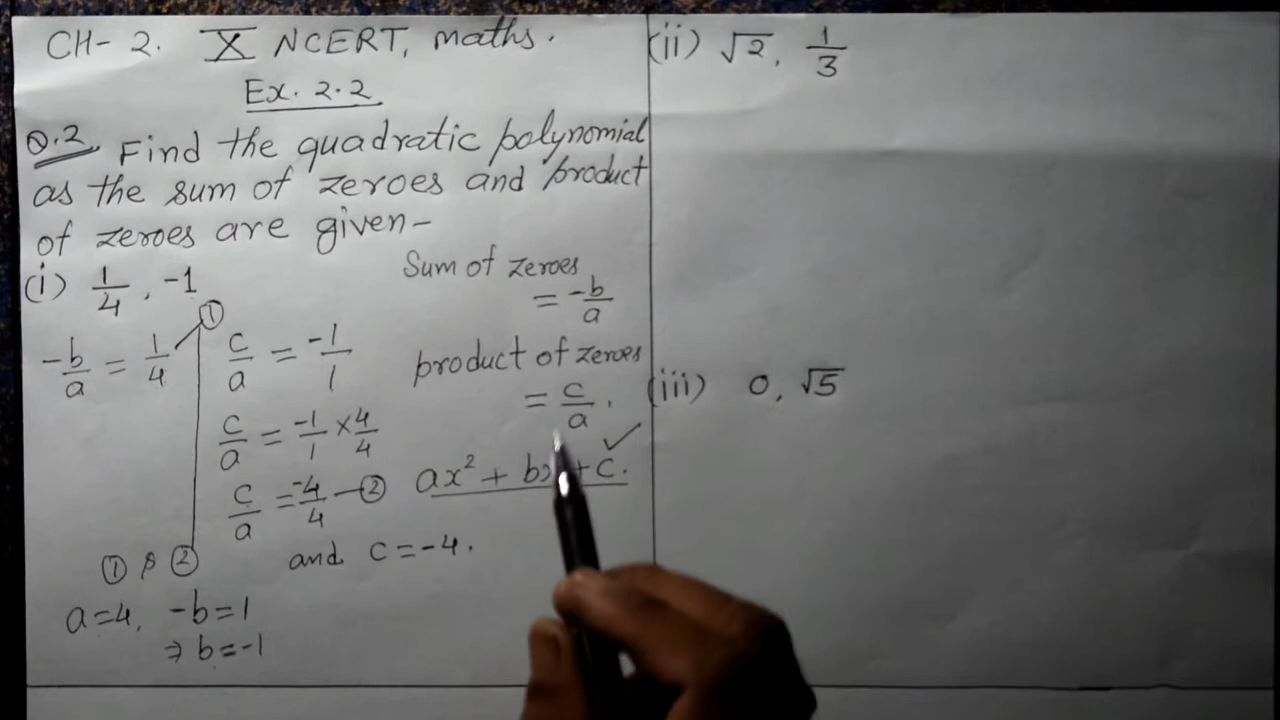 CH- 2. X NCERT, maths.
Ex. 2.2
Q.2 Find the quadratic polynomial
as the sum of zeroes and product
of zeroes are given-
(i) 1/4, -1
Sum of zeroes
= -b/a
-b/a = 1/4 ①
c/a = -1/1
product of zeroes
= c/a.
c/a = -1/1 × 4/4
c/a = -4/4 — ②
ax² + bx + c. ✓
① & ②
and c = -4.
a=4, -b=1
⇒ b=-1
(ii) √2, 1/3
(iii) 0, √5